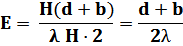 E = H(d + b) / λ H · 2 = d + b / 2λ